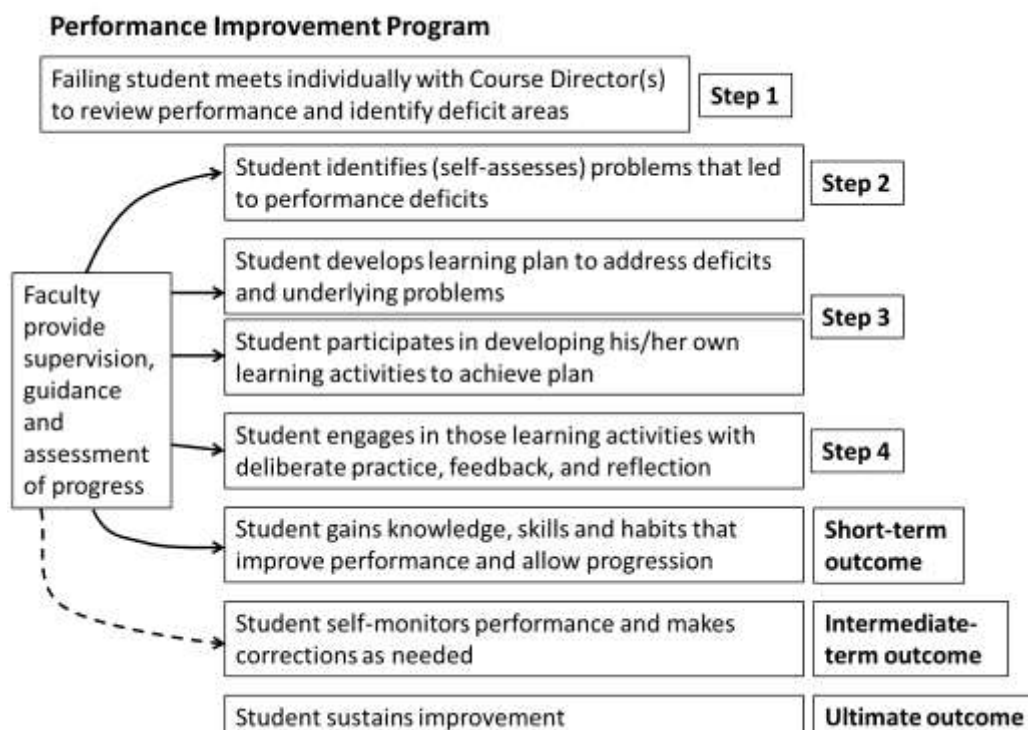 Performance Improvement Program
Failing student meets individually with Course Director(s)
to review performance and identify deficit areas
Step 1
Student identifies (self-assesses) problems that led
to performance deficits
Step 2
Student develops learning plan to address deficits
and underlying problems
Step 3
Student participates in developing his/her own
learning activities to achieve plan
Faculty
provide
supervision,
guidance
and
assessment
of progress
Student engages in those learning activities with
deliberate practice, feedback, and reflection
Step 4
Student gains knowledge, skills and habits that
improve performance and allow progression
Short-term
outcome
Student self-monitors performance and makes
corrections as needed
Intermediate-
term outcome
Student sustains improvement
Ultimate outcome